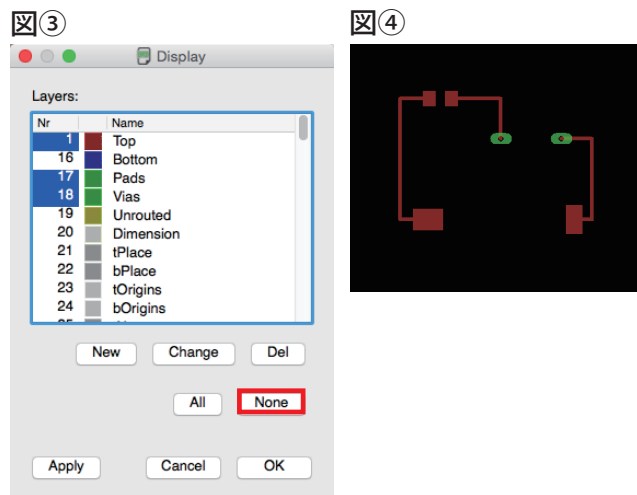 図③
図④
Display
Layers:
Nr Name
1 Top
16 Bottom
17 Pads
18 Vias
19 Unrouted
20 Dimension
21 tPlace
22 bPlace
23 tOrigins
24 bOrigins
New Change Del
All None
Apply Cancel OK